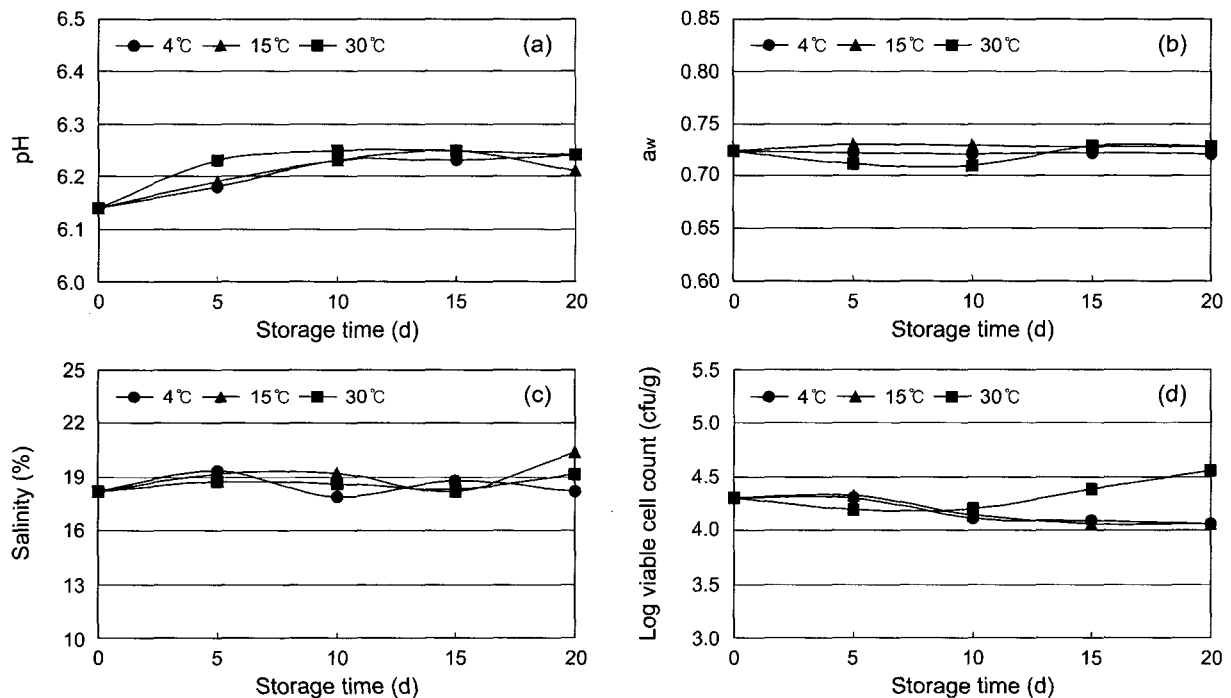 4℃ 15℃ 30℃ (a)
pH
6.5
6.4
6.3
6.2
6.1
6.0
0 5 10 15 20
Storage time (d)
4℃ 15℃ 30℃ (b)
aw
0.85
0.80
0.75
0.70
0.65
0.60
0 5 10 15 20
Storage time (d)
4℃ 15℃ 30℃ (c)
Salinity (%)
25
22
19
16
13
10
0 5 10 15 20
Storage time (d)
4℃ 15℃ 30℃ (d)
Log viable cell count (cfu/g)
5.5
5.0
4.5
4.0
3.5
3.0
0 5 10 15 20
Storage time (d)